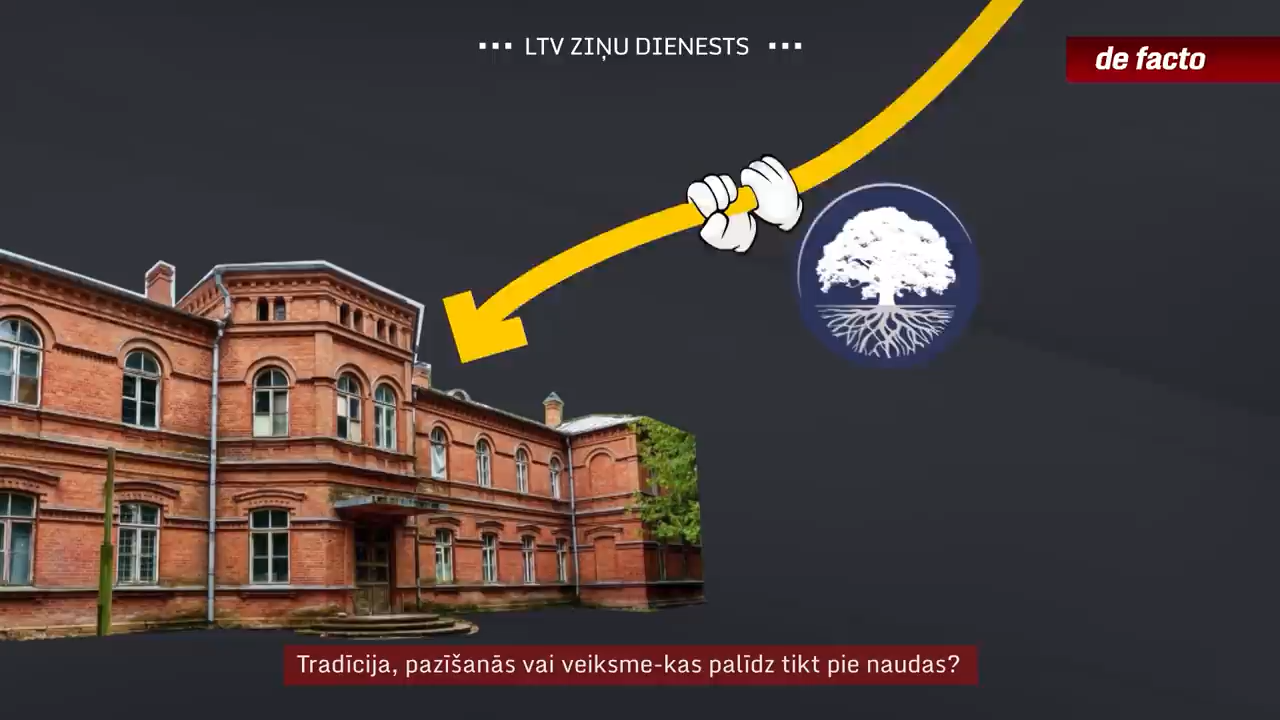 LTV ZIŅU DIENESTS
de facto
Tradīcija, pazīšanās vai veiksme-kas palīdz tikt pie naudas?